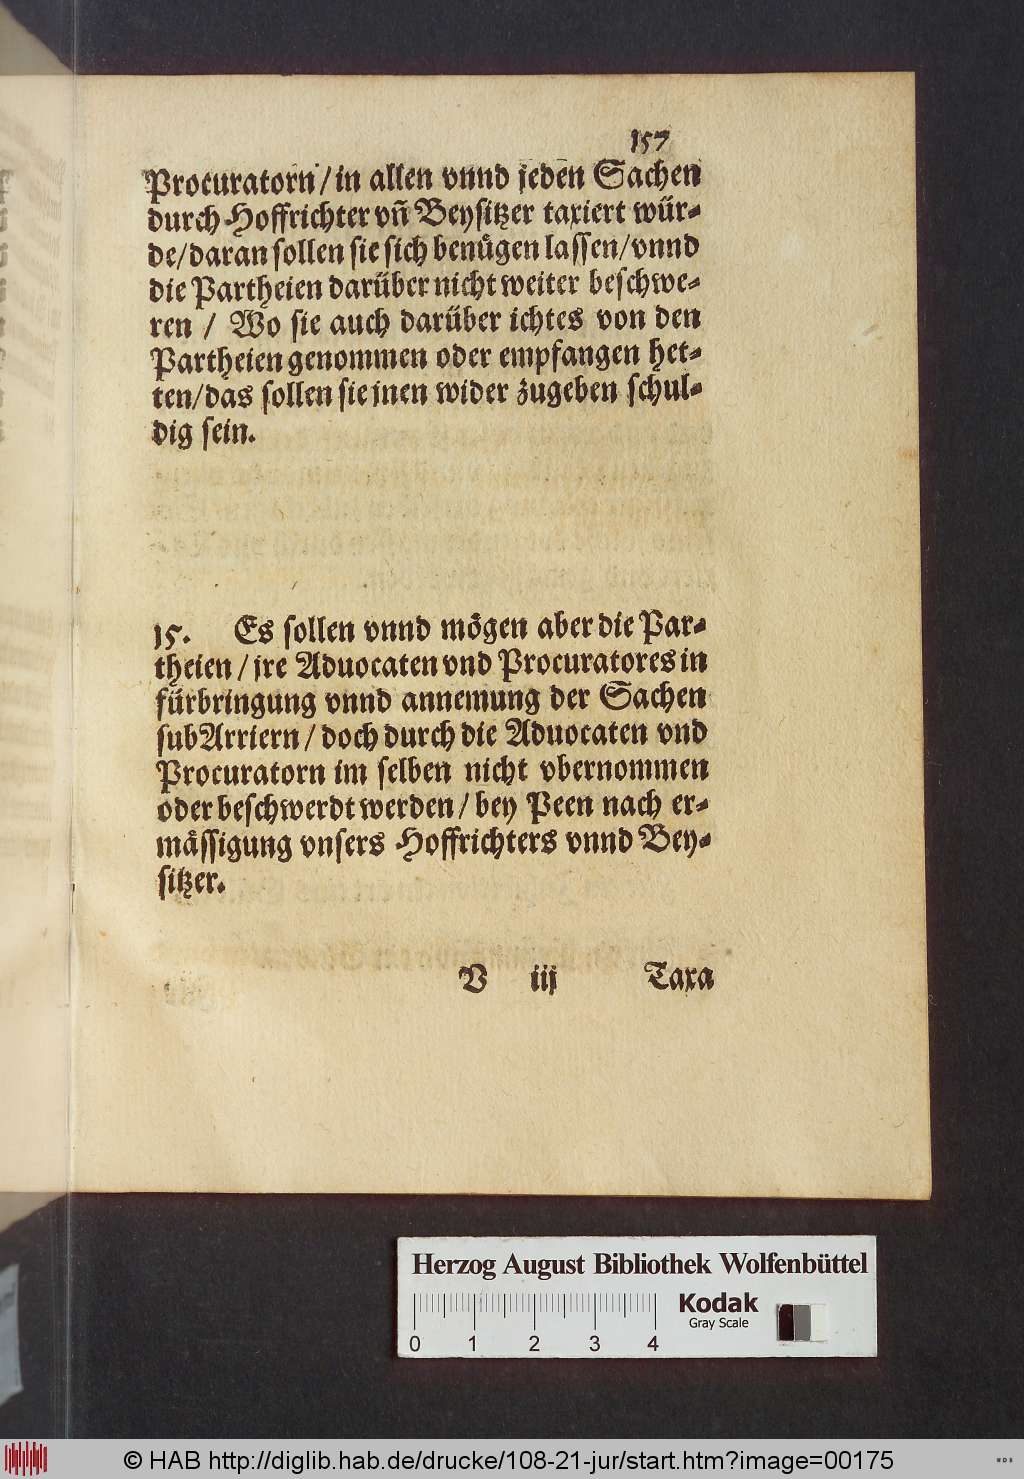 157
Procuratorn / in allen vnnd jeden Sachen
durch Hoffrichter vñ Beysitzer taxiert wür⸗
de / daran sollen sie sich benügen lassen / vnnd
die Partheien darüber nicht weiter beschwe⸗
ren / Wo sie auch darüber ichtes von den
Partheien genommen oder empfangen het⸗
ten / das sollen sie jnen wider zugeben schul⸗
dig sein.
15. Es sollen vnnd mögen aber die Par⸗
theien / jre Aduocaten vnd Procuratores in
fürbringung vnnd annemung der Sachen
subArriern / doch durch die Aduocaten vnd
Procuratorn im selben nicht vbernommen
oder beschwerdt werden / bey Peen nach er⸗
mässigung vnsers Hoffrichters vnnd Bey⸗
sitzer.
V iij Taxa
Herzog August Bibliothek Wolfenbüttel
Kodak
Gray Scale
0 1 2 3 4
© HAB http://diglib.hab.de/drucke/108-21-jur/start.htm?image=00175